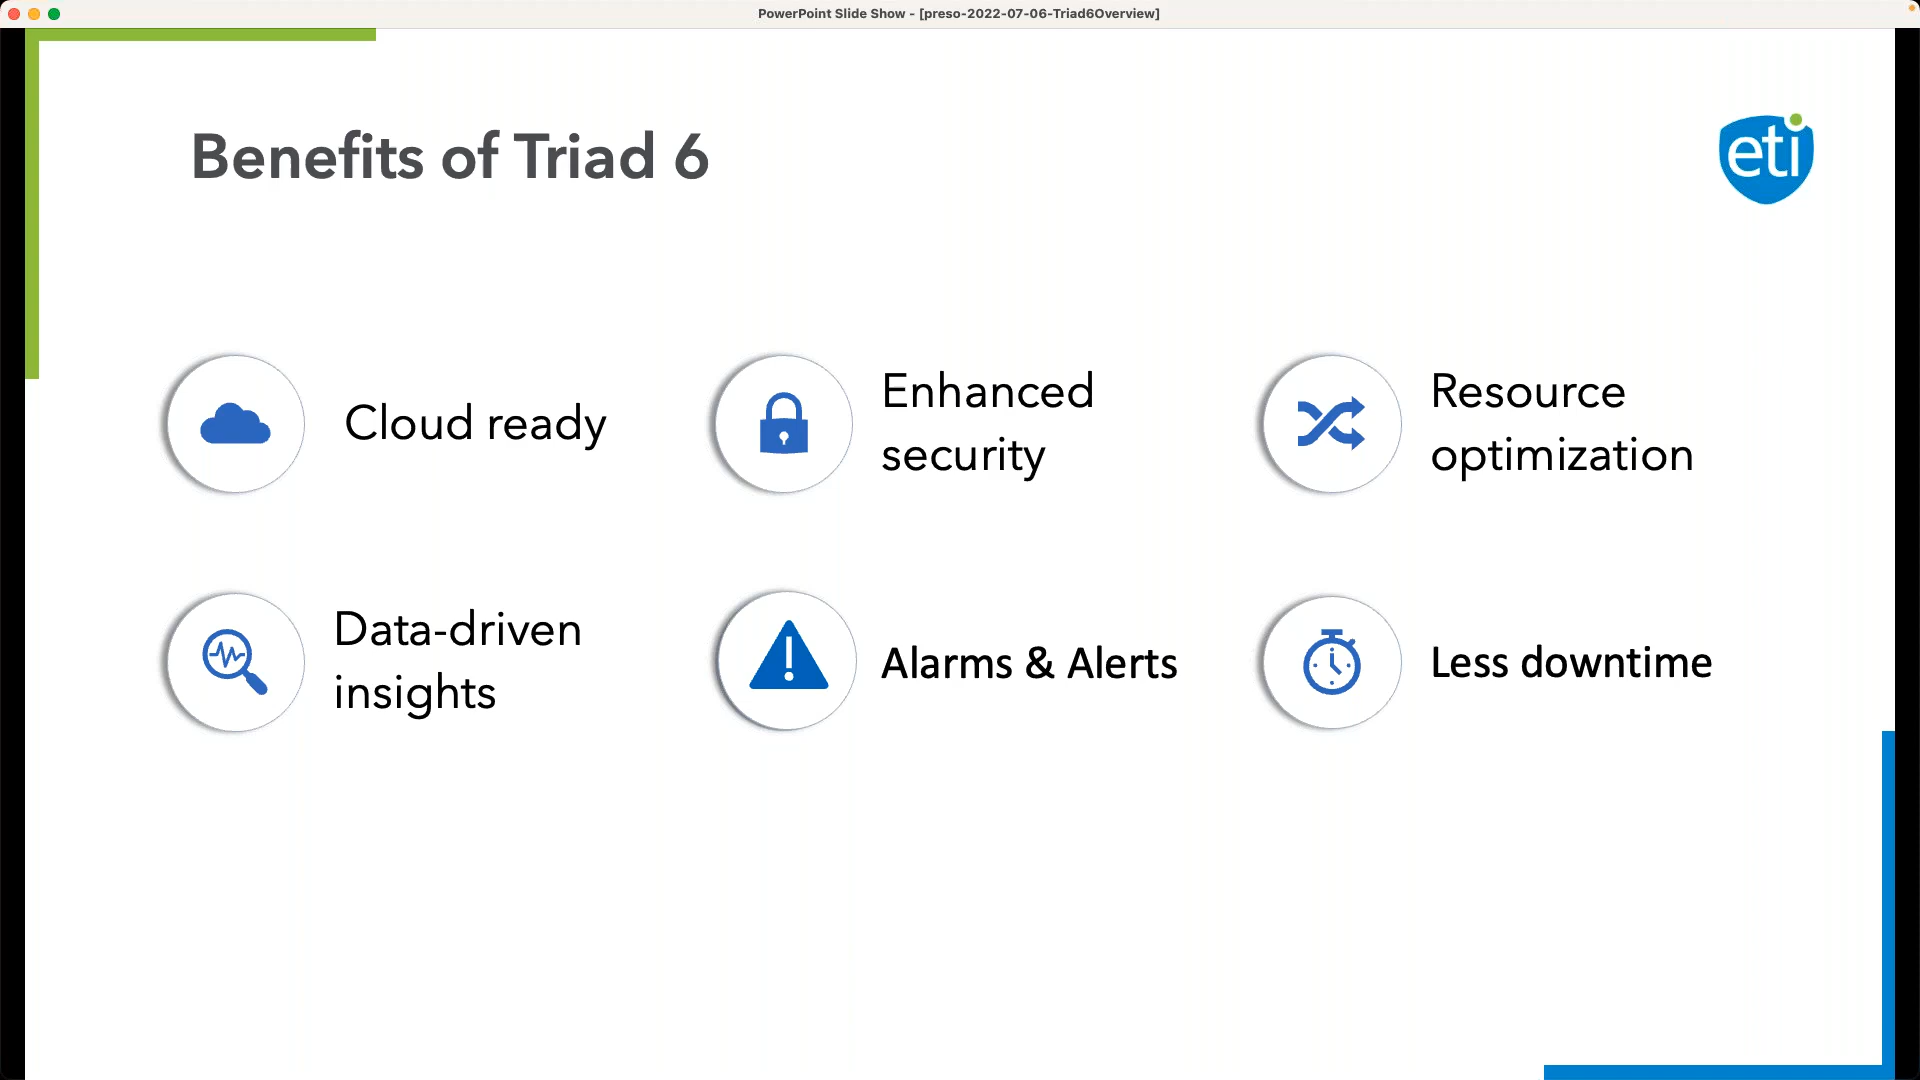 PowerPoint Slide Show - [preso-2022-07-06-Triad6Overview]
Benefits of Triad 6
eti
Cloud ready
Enhanced
security
Resource
optimization
Data-driven
insights
Alarms & Alerts
Less downtime